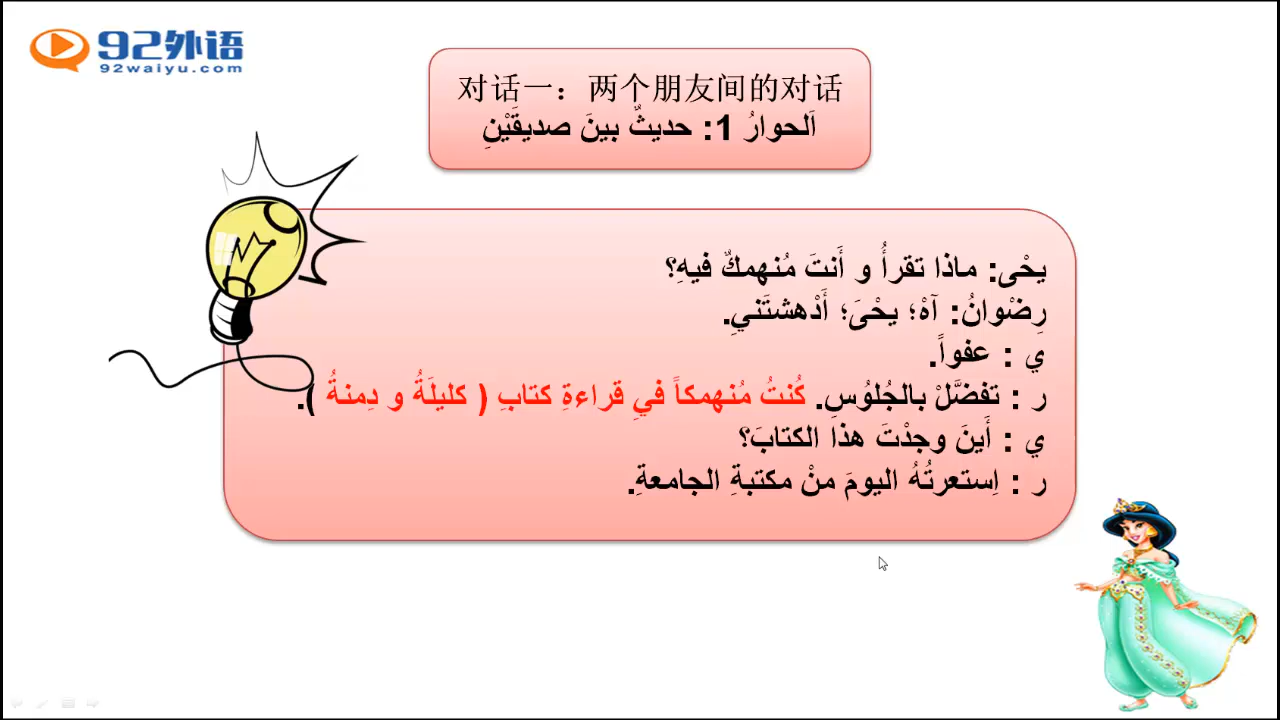 92外语
92waiyu.com
对话一：两个朋友间的对话
اَلحوارُ 1: حديثٌ بينَ صديقَيْنِ
يحْى: ماذا تقرأُ و أَنتَ مُنهمكٌ فيهِ؟
رِضْوانُ: آهْ؛ يحْىَ؛ أَدْهشتَنيِ.
ي : عفواً.
ر : تفضَّلْ بالجُلوُسِ. كُنتُ مُنهمكاً فيِ قراءةِ كتابِ ( كليلَةُ و دِمنةُ ).
ي : أَينَ وجدْتَ هذا الكتابَ؟
ر : اِستعرتُهُ اليومَ منْ مكتبةِ الجامعةِ.